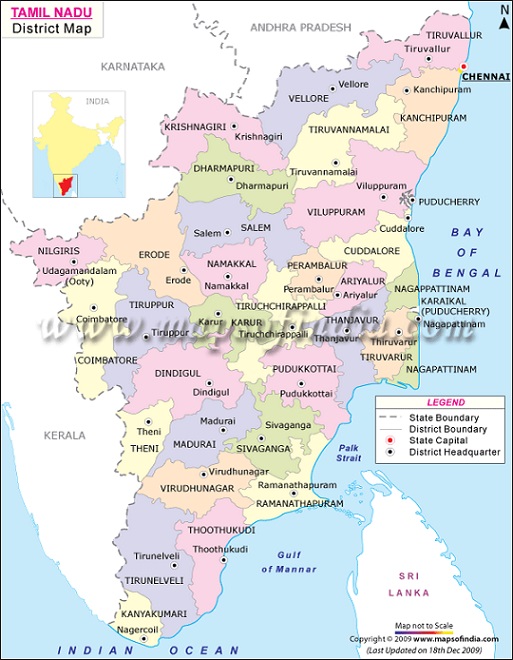 TAMIL NADU
District Map
N
ANDHRA PRADESH
KARNATAKA
INDIA
TIRUVALLUR
Tiruvallur
CHENNAI
Vellore
VELLORE
Kanchipuram
KANCHIPURAM
KRISHNAGIRI
Krishnagiri
TIRUVANNAMALAI
Tiruvannamalai
DHARMAPURI
Dharmapuri
Viluppuram
VILUPPURAM
PUDUCHERRY
Cuddalore
CUDDALORE
SALEM
Salem
NILGIRIS
Udagamandalam
(Ooty)
ERODE
Erode
NAMAKKAL
Namakkal
PERAMBALUR
Perambalur
ARIYALUR
Ariyalur
BAY
OF
BENGAL
NAGAPPATTINAM
KARAIKAL
(PUDUCHERRY)
Nagapattinam
Coimbatore
COIMBATORE
TIRUPPUR
Tiruppur
Karur
KARUR
TIRUCHCHIRAPPALLI
Tiruchchirappalli
THANJAVUR
Thanjavur
Thiruvarur
TIRUVARUR
NAGAPATTINAM
www.mapsofindia.com
DINDIGUL
Dindigul
PUDUKKOTTAI
Pudukkottai
LEGEND
State Boundary
District Boundary
State Capital
District Headquarter
KERALA
Theni
THENI
Madurai
MADURAI
Sivaganga
SIVAGANGA
Palk
Strait
Virudhunagar
VIRUDHUNAGAR
Ramanathapuram
RAMANATHAPURAM
THOOTHUKUDI
Thoothukudi
Tirunelveli
TIRUNELVELI
Gulf
of Mannar
SRI
LANKA
KANYAKUMARI
Nagercoil
INDIAN OCEAN
Map not to Scale
Copyright © 2009 www.mapsofindia.com
(Last Updated on 18th Dec 2009)